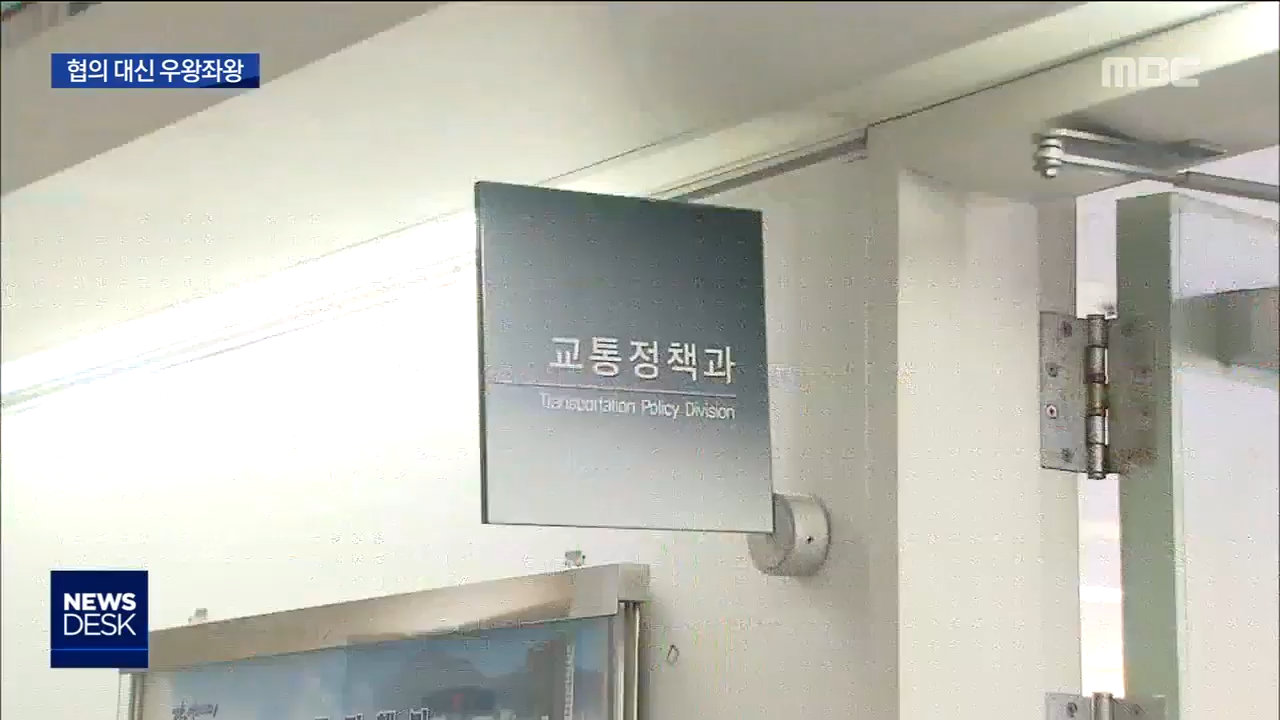 협의 대신 우왕좌왕
MBC
교통정책과
Transportation Policy Division
NEWS
DESK